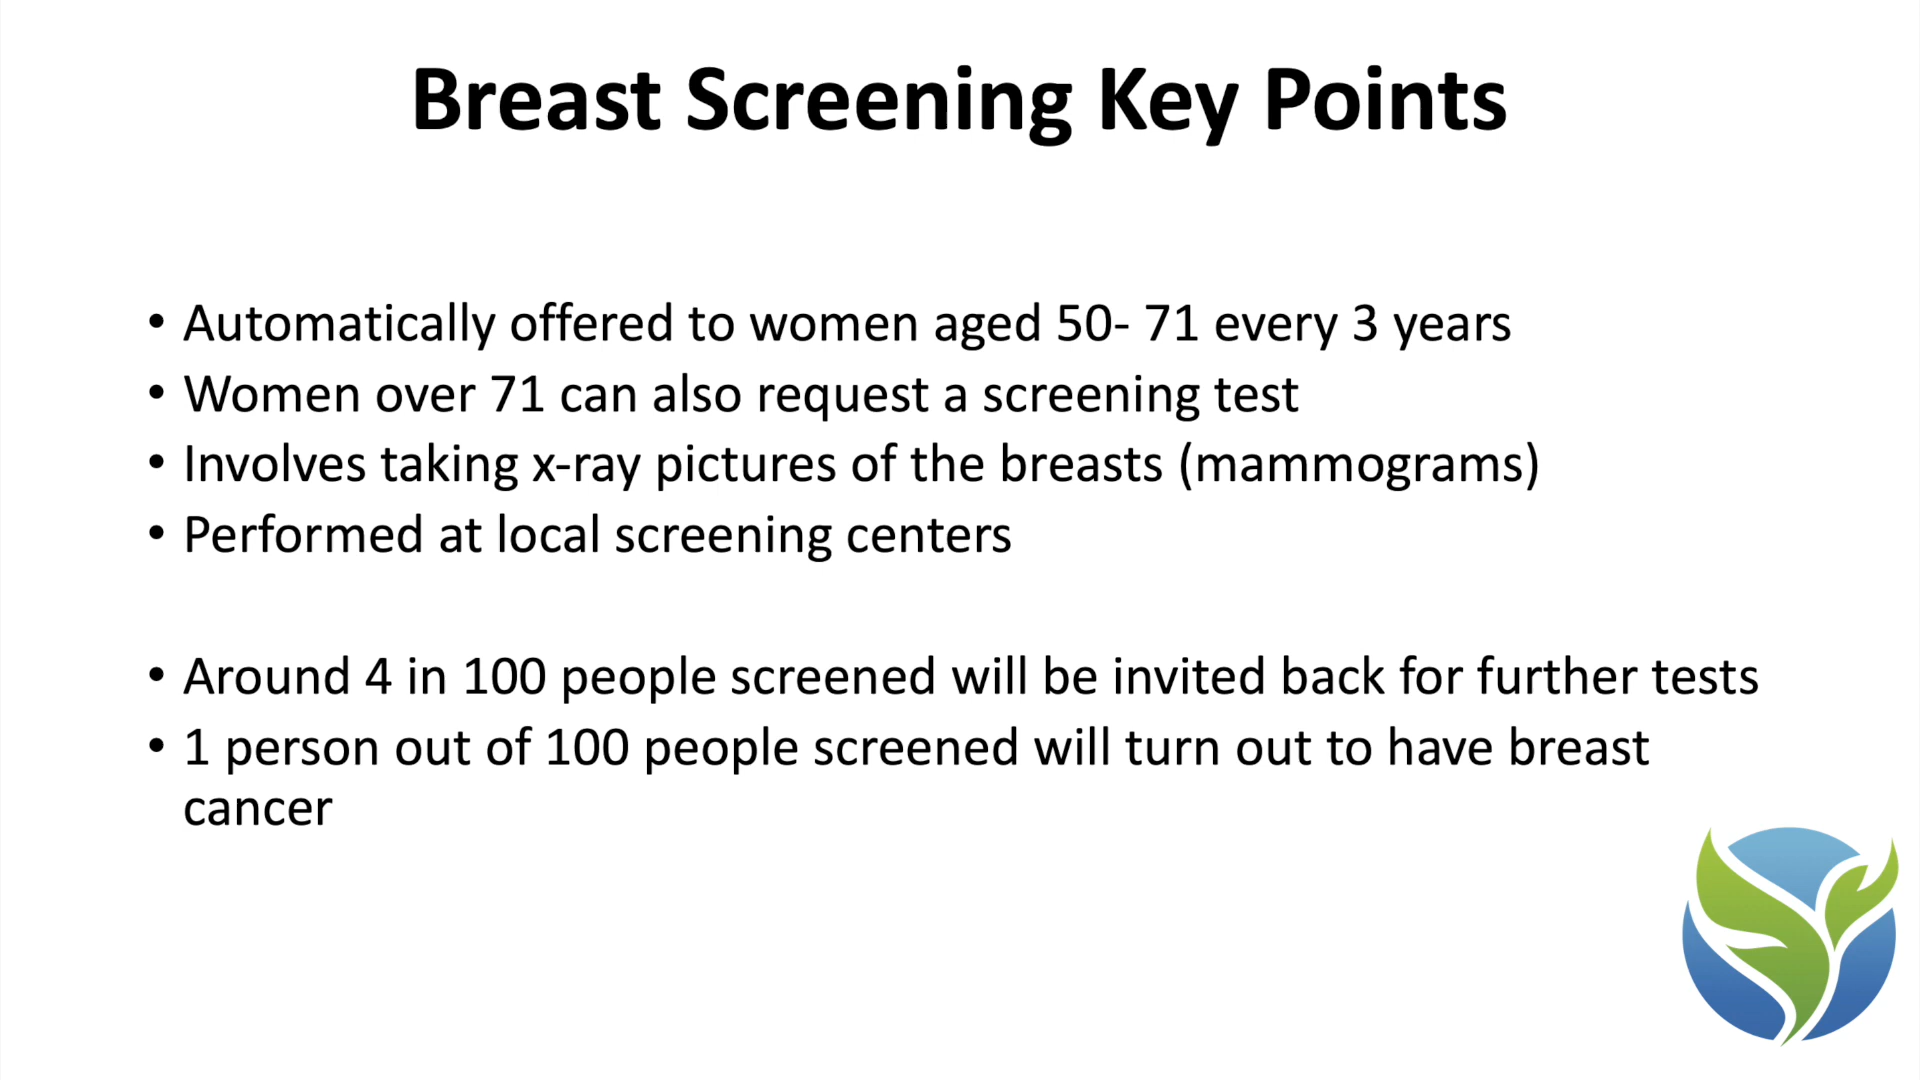 Breast Screening Key Points
• Automatically offered to women aged 50- 71 every 3 years
• Women over 71 can also request a screening test
• Involves taking x-ray pictures of the breasts (mammograms)
• Performed at local screening centers
• Around 4 in 100 people screened will be invited back for further tests
• 1 person out of 100 people screened will turn out to have breast
cancer